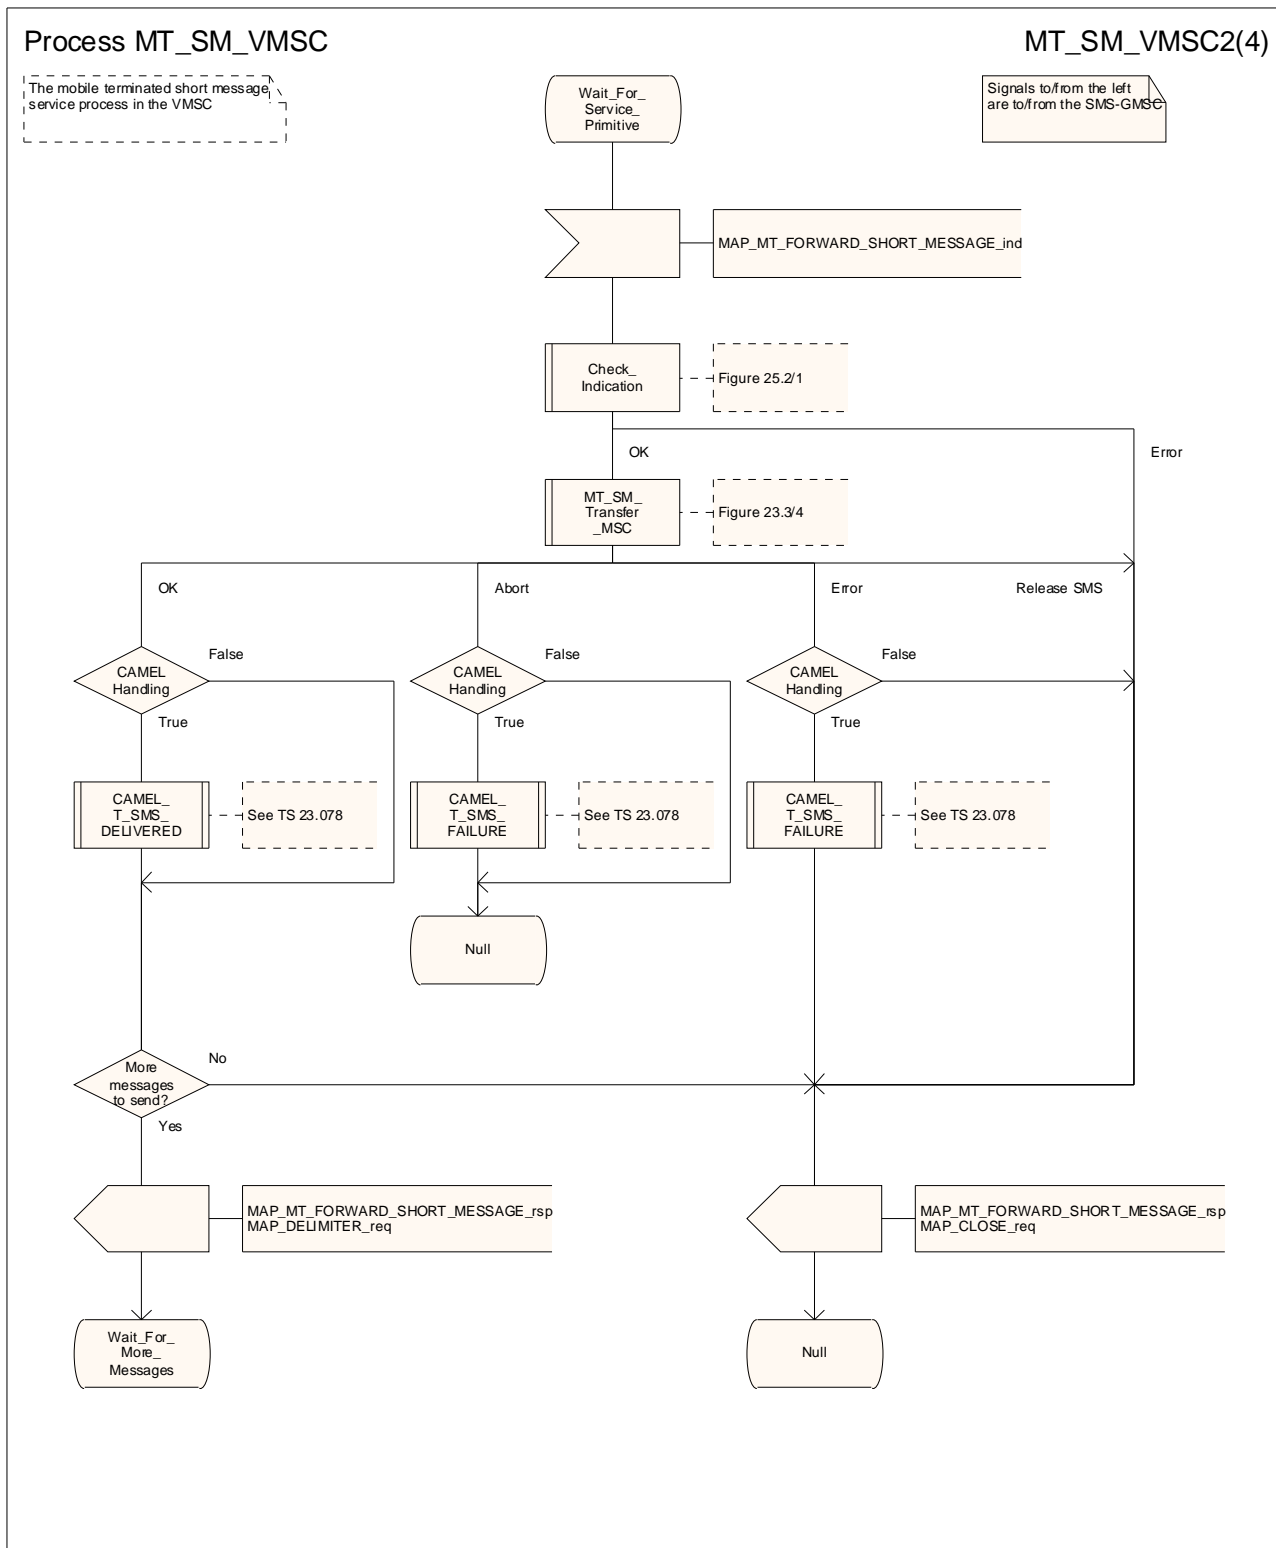 Process MT_SM_VMSC
MT_SM_VMSC2(4)
The mobile terminated short message
service process in the VMSC
Wait_For_
Service_
Primitive
Signals to/from the left
are to/from the SMS-GMSC
MAP_MT_FORWARD_SHORT_MESSAGE_ind
Check_
Indication
Figure 25.2/1
OK
Error
MT_SM_
Transfer
_MSC
Figure 23.3/4
OK
Abort
Error
Release SMS
CAMEL
Handling
False
True
CAMEL
Handling
False
True
CAMEL
Handling
False
True
CAMEL_
T_SMS_
DELIVERED
See TS 23.078
CAMEL_
T_SMS_
FAILURE
See TS 23.078
CAMEL_
T_SMS_
FAILURE
See TS 23.078
Null
More
messages
to send?
No
Yes
MAP_MT_FORWARD_SHORT_MESSAGE_rsp
MAP_DELIMITER_req
MAP_MT_FORWARD_SHORT_MESSAGE_rsp
MAP_CLOSE_req
Wait_For_
More_
Messages
Null